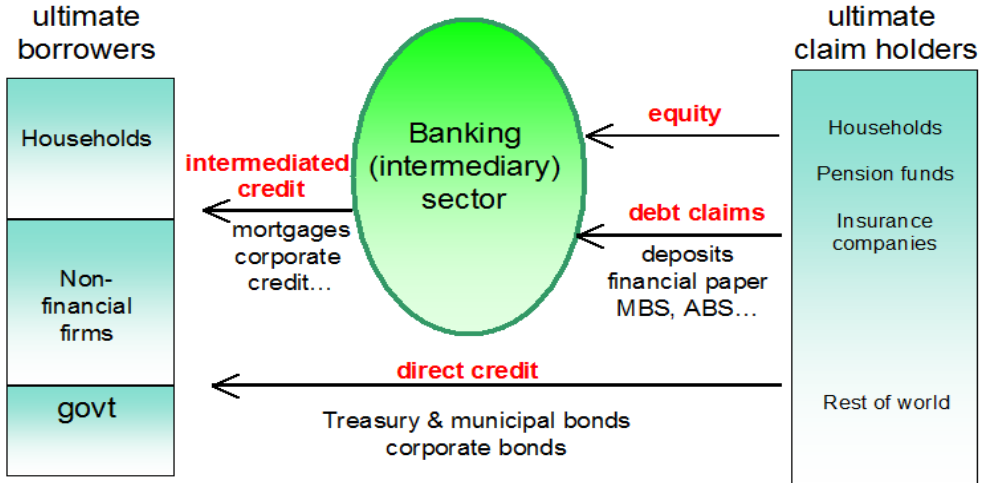 ultimate
borrowers
Households
Non-
financial
firms
govt
intermediated
credit
mortgages
corporate
credit…
Banking
(intermediary)
sector
equity
debt claims
deposits
financial paper
MBS, ABS…
direct credit
Treasury & municipal bonds
corporate bonds
ultimate
claim holders
Households
Pension funds
Insurance
companies
Rest of world